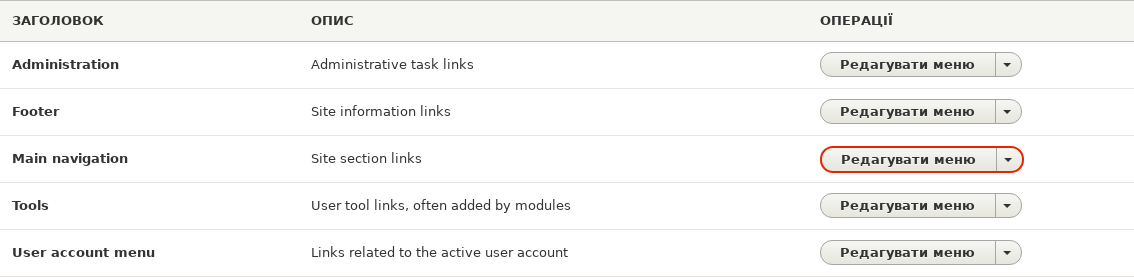 ЗАГОЛОВОК ОПИС ОПЕРАЦІЇ
Administration Administrative task links Редагувати меню
Footer Site information links Редагувати меню
Main navigation Site section links Редагувати меню
Tools User tool links, often added by modules Редагувати меню
User account menu Links related to the active user account Редагувати меню